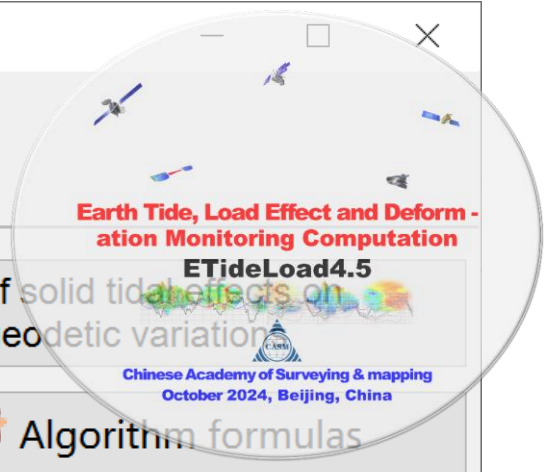 Earth Tide, Load Effect and Deform -
ation Monitoring Computation
ETideLoad4.5
f solid tidal effects on
eodetic variation
CASM
Chinese Academy of Surveying & mapping
October 2024, Beijing, China
Algorithm formulas